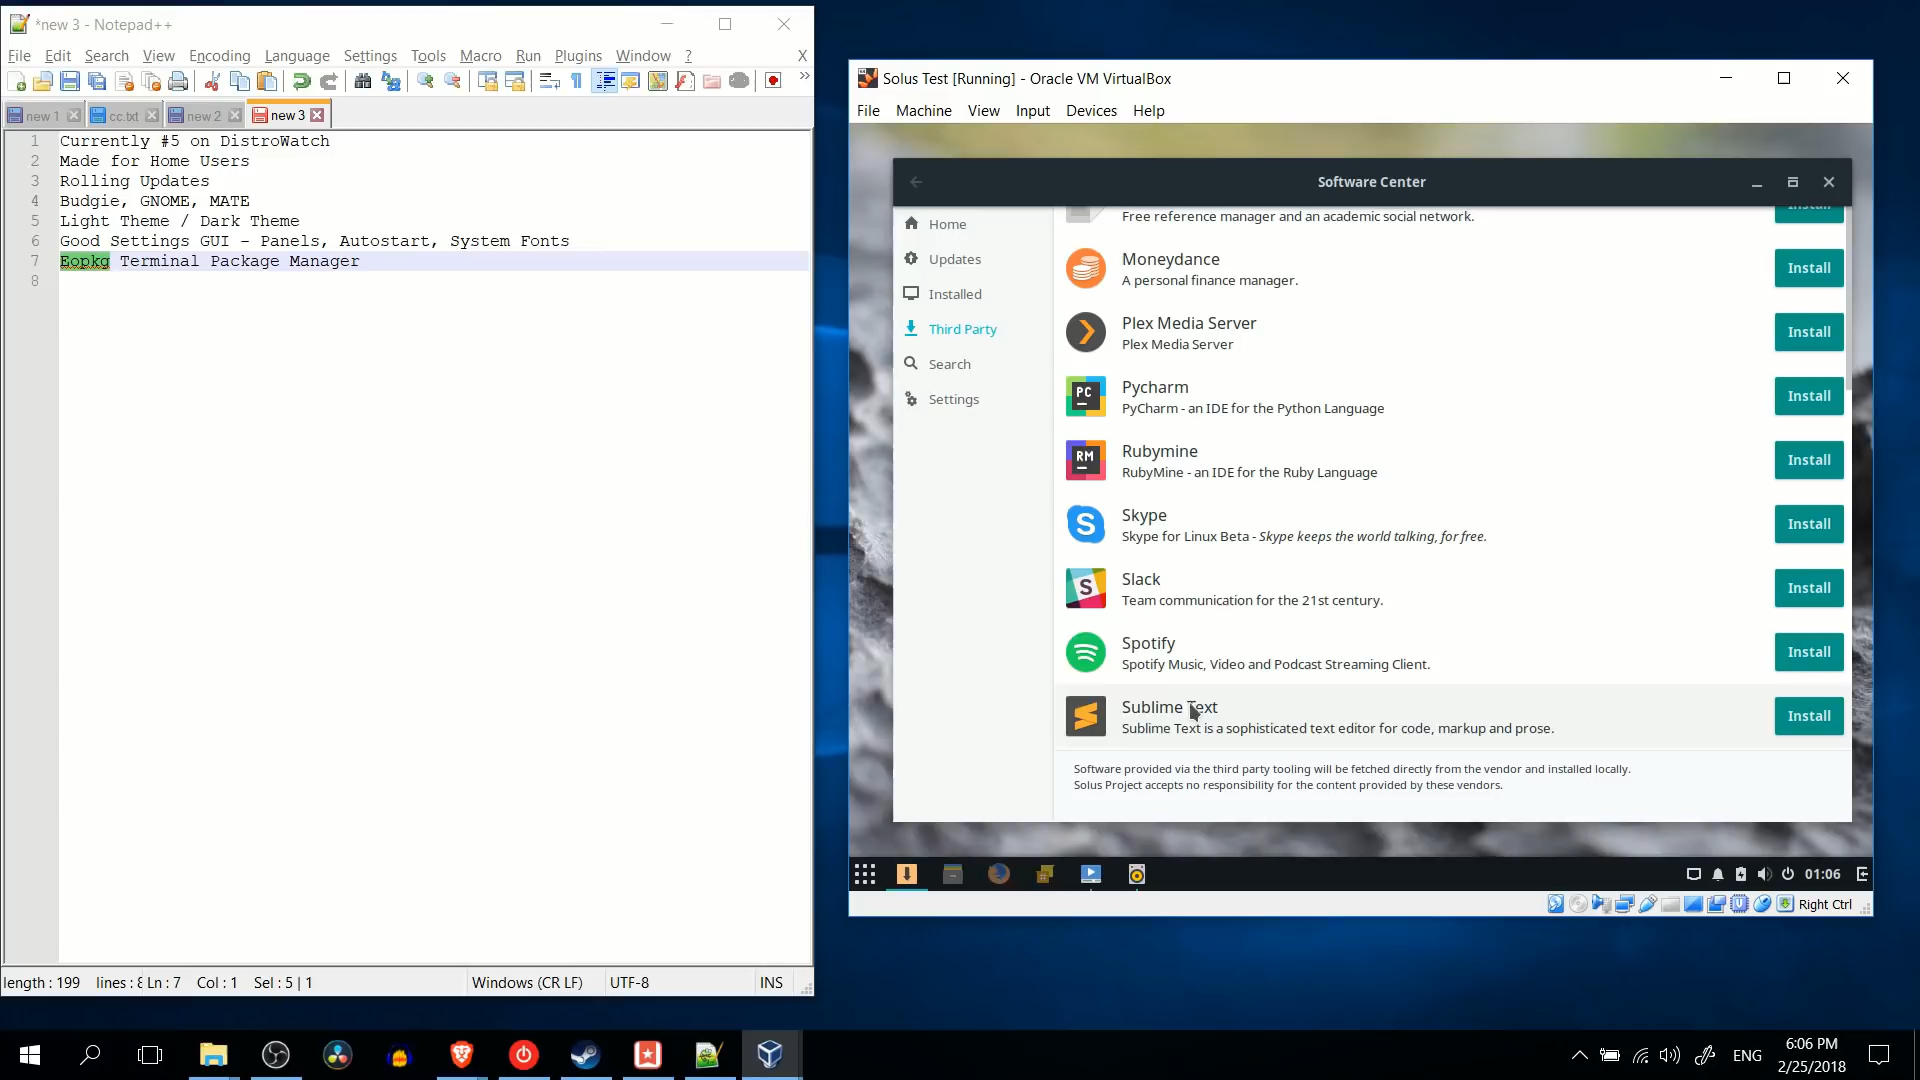 *new 3 - Notepad++
File Edit Search View Encoding Language Settings Tools Macro Run Plugins Window ? X
new 1 cc.txt new 2 new 3
1 Currently #5 on DistroWatch
2 Made for Home Users
3 Rolling Updates
4 Budgie, GNOME, MATE
5 Light Theme / Dark Theme
6 Good Settings GUI - Panels, Autostart, System Fonts
7 Eopkg Terminal Package Manager
8
length : 199 lines : 8 Ln : 7 Col : 1 Sel : 5 | 1 Windows (CR LF) UTF-8 INS
Solus Test [Running] - Oracle VM VirtualBox
File Machine View Input Devices Help
Software Center
Home
Updates
Installed
Third Party
Search
Settings
Free reference manager and an academic social network.
Install
Moneydance
A personal finance manager.
Install
Plex Media Server
Plex Media Server
Install
Pycharm
PyCharm - an IDE for the Python Language
Install
Rubymine
RubyMine - an IDE for the Ruby Language
Install
Skype
Skype for Linux Beta - Skype keeps the world talking, for free.
Install
Slack
Team communication for the 21st century.
Install
Spotify
Spotify Music, Video and Podcast Streaming Client.
Install
Sublime Text
Sublime Text is a sophisticated text editor for code, markup and prose.
Install
Software provided via the third party tooling will be fetched directly from the vendor and installed locally.
Solus Project accepts no responsibility for the content provided by these vendors.
01:06
Right Ctrl
ENG
6:06 PM
2/25/2018